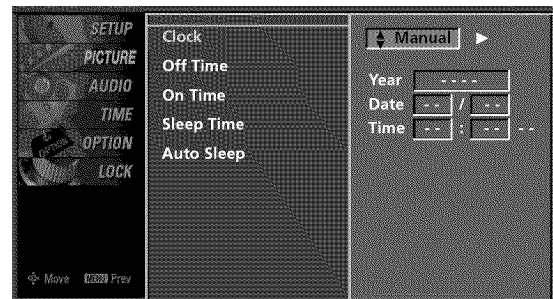 SETUP
PICTURE
AUDIO
TIME
OPTION
LOCK
Move MENU Prev
Clock
Off Time
On Time
Sleep Time
Auto Sleep
Manual
Year - - - -
Date - - / - -
Time - - : - - - -